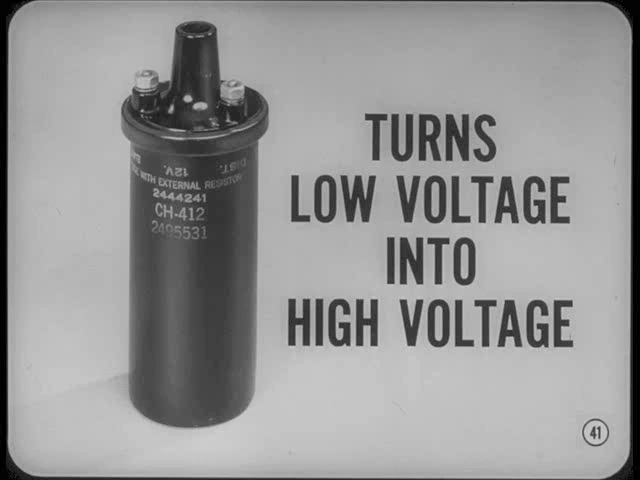 12V.
DIST.
WITH EXTERNAL RESISTOR
2444241
CH-412
2495531
TURNS
LOW VOLTAGE
INTO
HIGH VOLTAGE
41